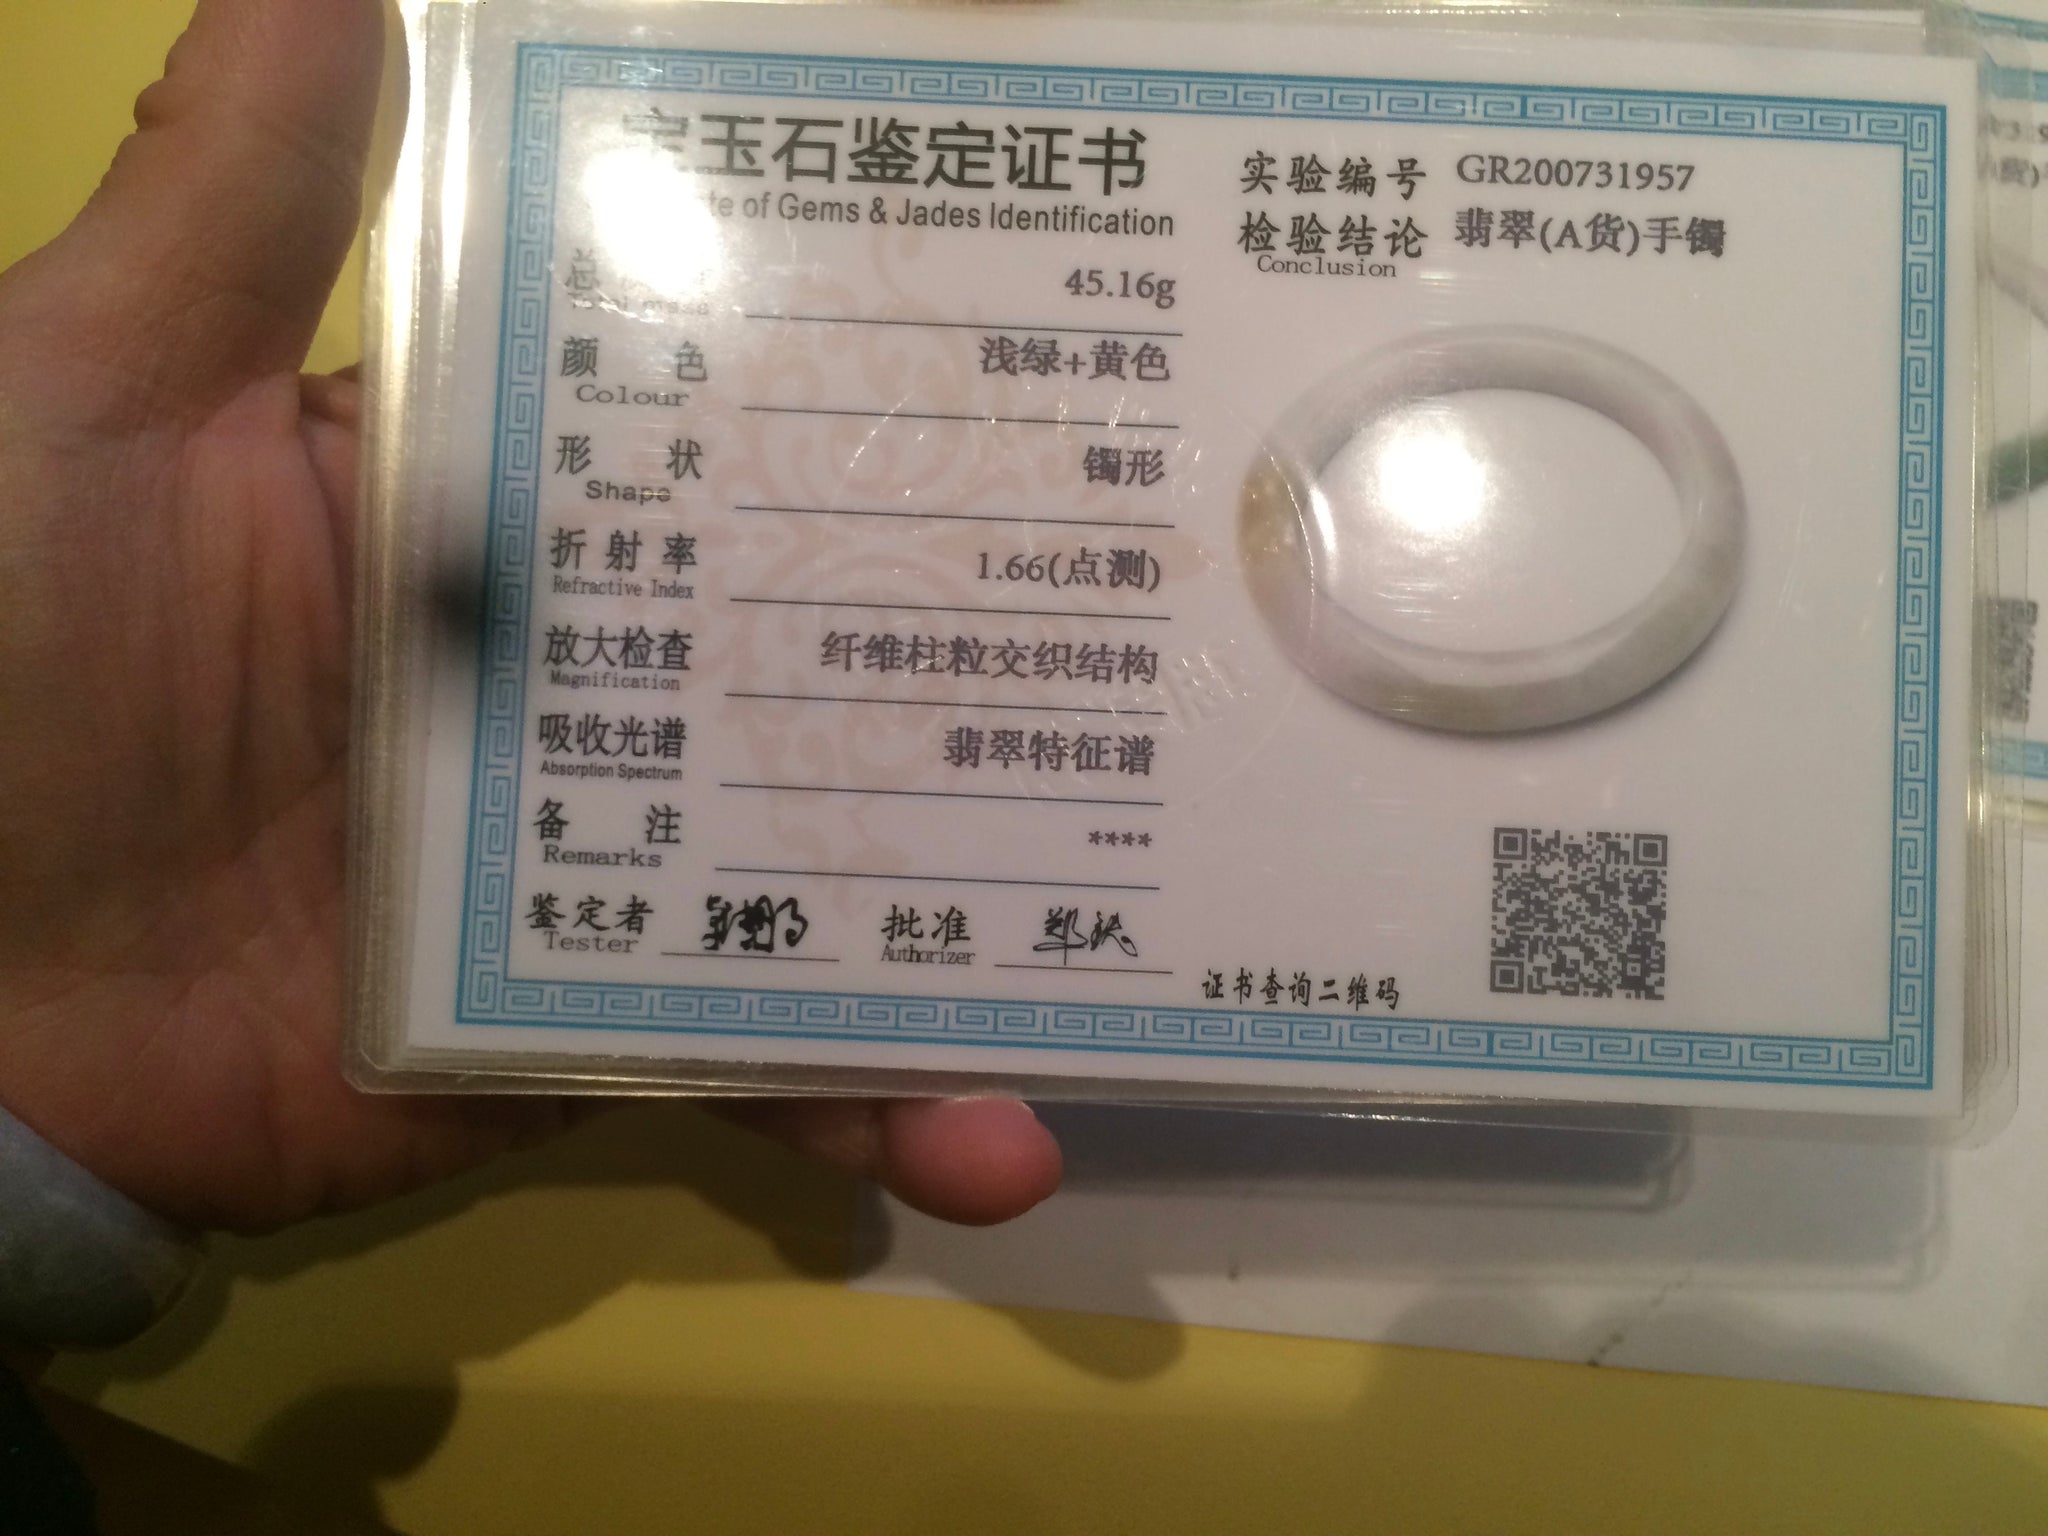 玉石鉴定证书
te of Gems & Jades Identification
总
Total mass 45.16g
颜色 浅绿+黄色
Colour
形状 镯形
Shape
折射率 1.66(点测)
Refractive Index
放大检查 纤维柱粒交织结构
Magnification
吸收光谱 翡翠特征谱
Absorption Spectrum
备注 ****
Remarks
鉴定者 批准
Tester Authorizer
实验编号 GR200731957
检验结论 翡翠(A货)手镯
Conclusion
证书查询二维码